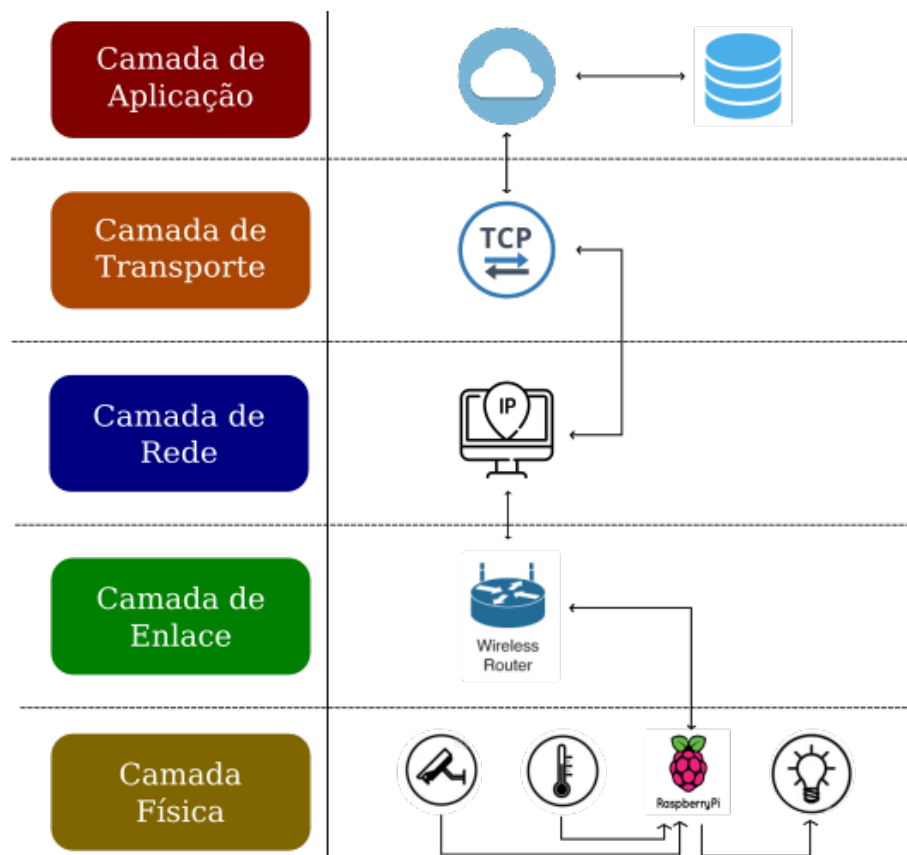 Camada de
Aplicação
Camada de
Transporte
TCP
Camada de
Rede
IP
Camada de
Enlace
Wireless
Router
Camada
Física
RaspberryPi